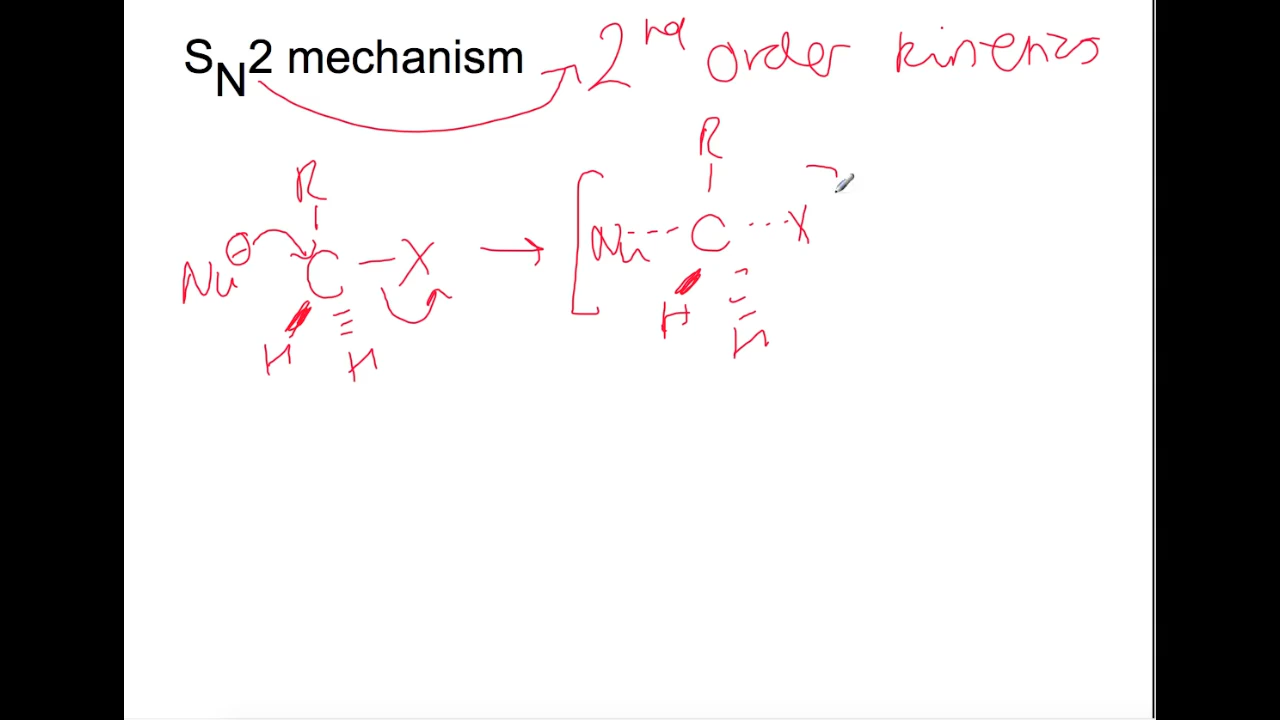 SN2 mechanism 2nd order kinetics
R R
Nu⊖ C – X → [ Nu --- C --- X
H H H H